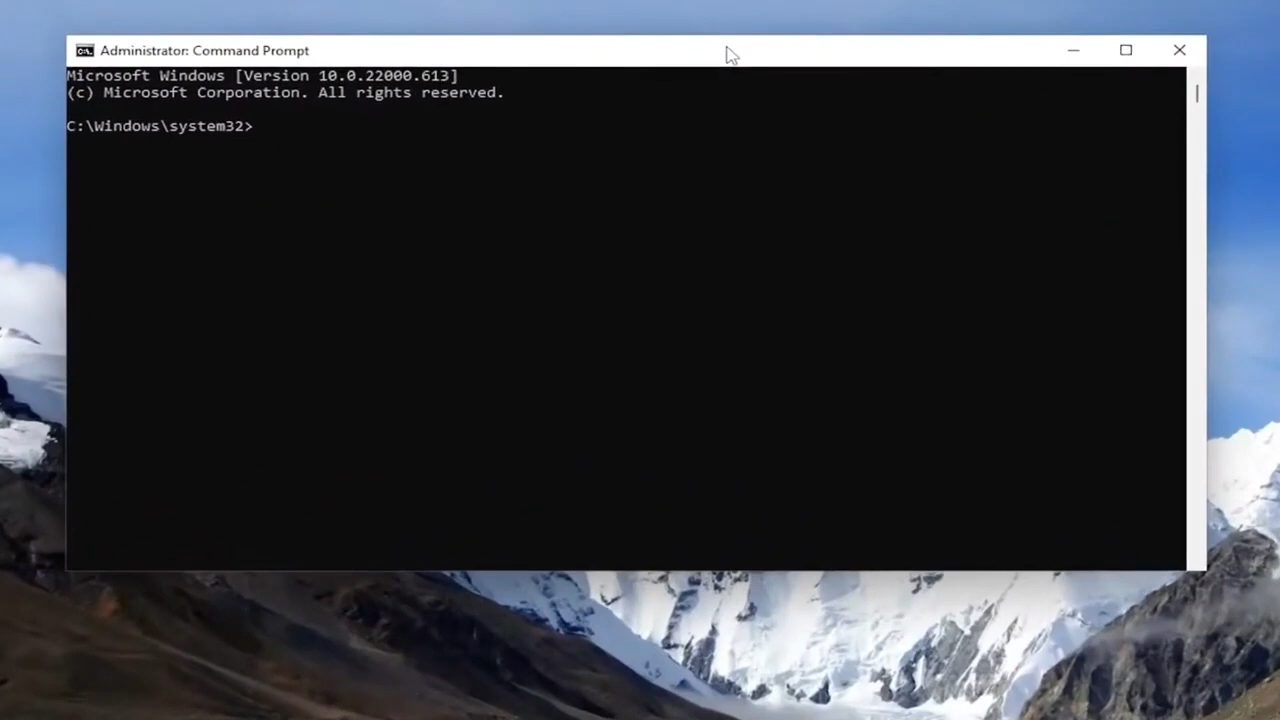 Administrator: Command Prompt
Microsoft Windows [Version 10.0.22000.613]
(c) Microsoft Corporation. All rights reserved.
C:\Windows\system32>